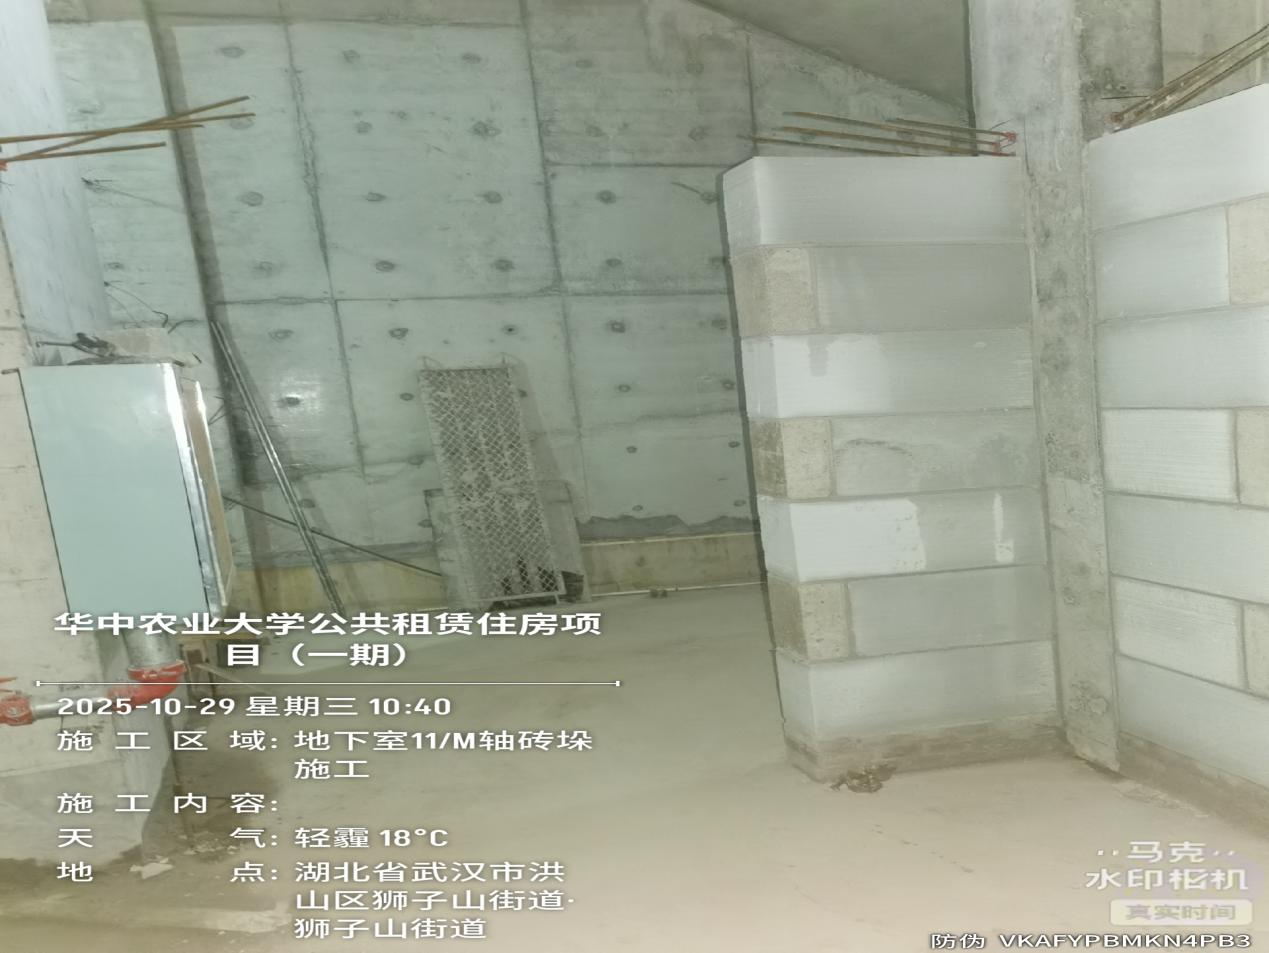 华中农业大学公共租赁住房项
目（一期）
2025-10-29 星期三 10:40
施工区域: 地下室11/M轴砖垛
施工
施工内容:
天气: 轻霾 18°C
地点: 湖北省武汉市洪
山区狮子山街道·
狮子山街道
马克
水印相机
真实时间
防伪 VKAFYPBMKN4PB3